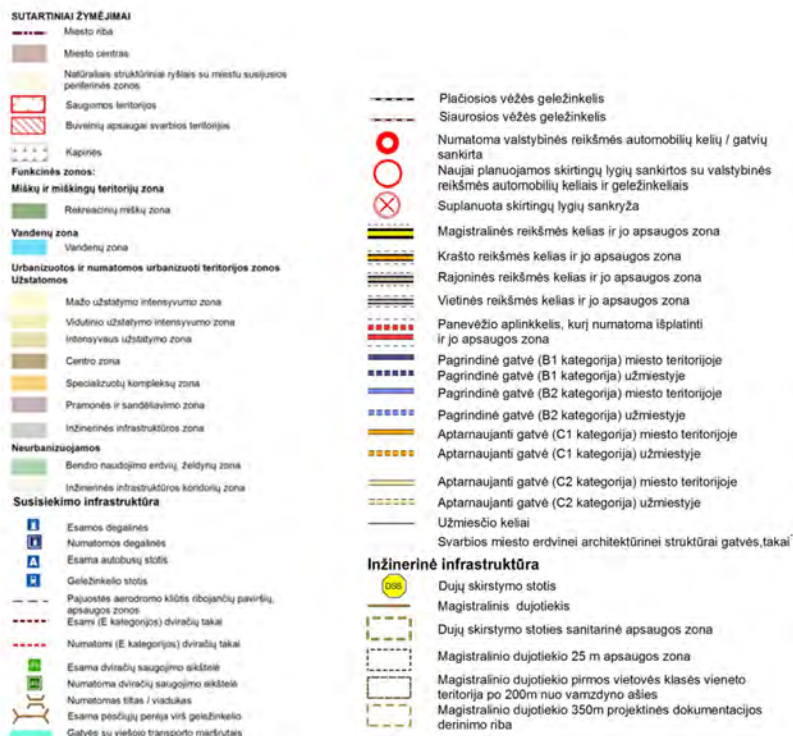 SUTARTINIAI ŽYMĖJIMAI
Miesto riba
Miesto centras
Natūraliais struktūriniai ryšiais su miestu susijusios
periferinės zonos
Saugomos teritorijos
Buveinių apsaugai svarbios teritorijos
Kapinės
Funkcinės zonos:
Miškų ir miškingų teritorijų zona
Rekreacinių miškų zona
Vandenų zona
Vandenų zona
Urbanizuotos ir numatomos urbanizuoti teritorijos zonos
Užstatomos
Mažo užstatymo intensyvumo zona
Vidutinio užstatymo intensyvumo zona
Intensyvaus užstatymo zona
Centro zona
Specializuotų kompleksų zona
Pramonės ir sandėliavimo zona
Inžinerinės infrastruktūros zona
Neurbanizuojamos
Bendro naudojimo erdvių, želdynų zona
Inžinerinės infrastruktūros koridorių zona
Susisiekimo infrastruktūra
Esamos degalinės
Numatomos degalinės
A Esama autobusų stotis
Geležinkelio stotis
Pajuostės aerodromo kliūtis ribojančių paviršių,
apsaugos zonos
Esami (E kategorijos) dviračių takai
Numatomi (E kategorijos) dviračių takai
Esama dviračių saugojimo aikštelė
Numatoma dviračių saugojimo aikštelė
Numatomas tiltas / viadukas
Esama pėsčiųjų perėja virš geležinkelio
Gatvės su viešojo transporto maršrutais
Plačiosios vėžės geležinkelis
Siaurosios vėžės geležinkelis
Numatoma valstybinės reikšmės automobilių kelių / gatvių
sankirta
Naujai planuojamos skirtingų lygių sankirtos su valstybinės
reikšmės automobilių keliais ir geležinkeliais
Suplanuota skirtingų lygių sankryža
Magistralinės reikšmės kelias ir jo apsaugos zona
Krašto reikšmės kelias ir jo apsaugos zona
Rajoninės reikšmės kelias ir jo apsaugos zona
Vietinės reikšmės kelias ir jo apsaugos zona
Panevėžio aplinkkelis, kurį numatoma išplatinti
ir jo apsaugos zona
Pagrindinė gatvė (B1 kategorija) miesto teritorijoje
Pagrindinė gatvė (B1 kategorija) užmiestyje
Pagrindinė gatvė (B2 kategorija) miesto teritorijoje
Pagrindinė gatvė (B2 kategorija) užmiestyje
Aptarnaujanti gatvė (C1 kategorija) miesto teritorijoje
Aptarnaujanti gatvė (C1 kategorija) užmiestyje
Aptarnaujanti gatvė (C2 kategorija) miesto teritorijoje
Aptarnaujanti gatvė (C2 kategorija) užmiestyje
Užmiesčio keliai
Svarbios miesto erdvinei architektūrinei struktūrai gatvės,takai
Inžinerinė infrastruktūra
DSS Dujų skirstymo stotis
Magistralinis dujotiekis
Dujų skirstymo stoties sanitarinė apsaugos zona
Magistralinio dujotiekio 25 m apsaugos zona
Magistralinio dujotiekio pirmos vietovės klasės vieneto
teritorija po 200m nuo vamzdyno ašies
Magistralinio dujotiekio 350m projektinės dokumentacijos
derinimo riba